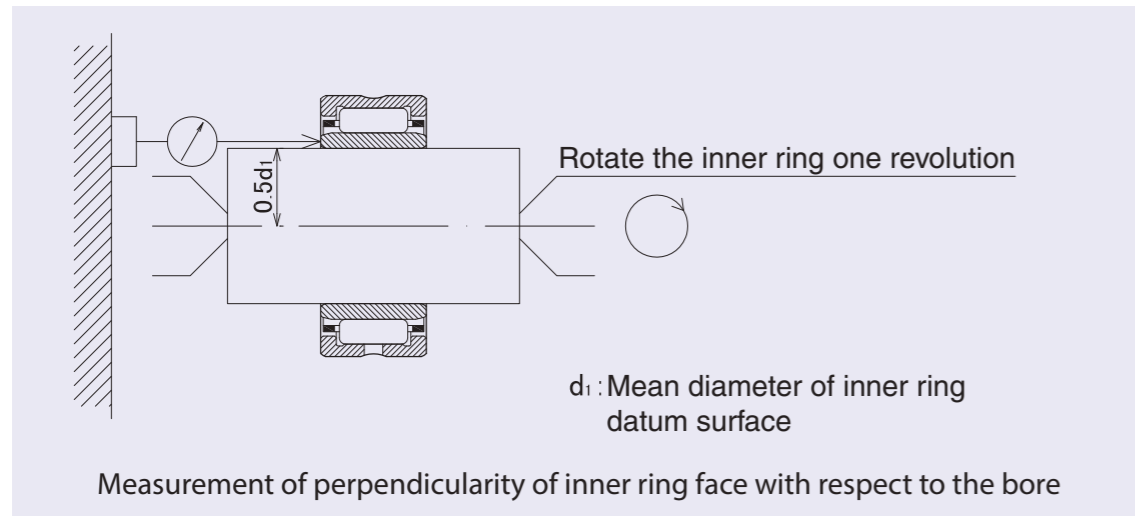 0.5d₁
Rotate the inner ring one revolution
d₁ : Mean diameter of inner ring
datum surface
Measurement of perpendicularity of inner ring face with respect to the bore